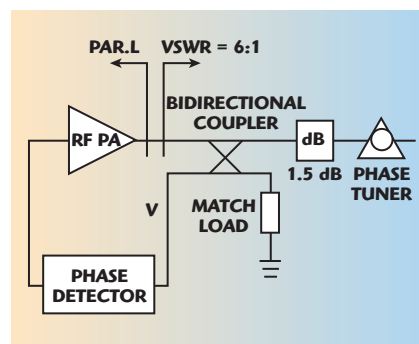 PAR.L VSWR = 6:1
BIDIRECTIONAL
COUPLER
RF PA
dB
1.5 dB
PHASE
TUNER
V
MATCH
LOAD
PHASE
DETECTOR